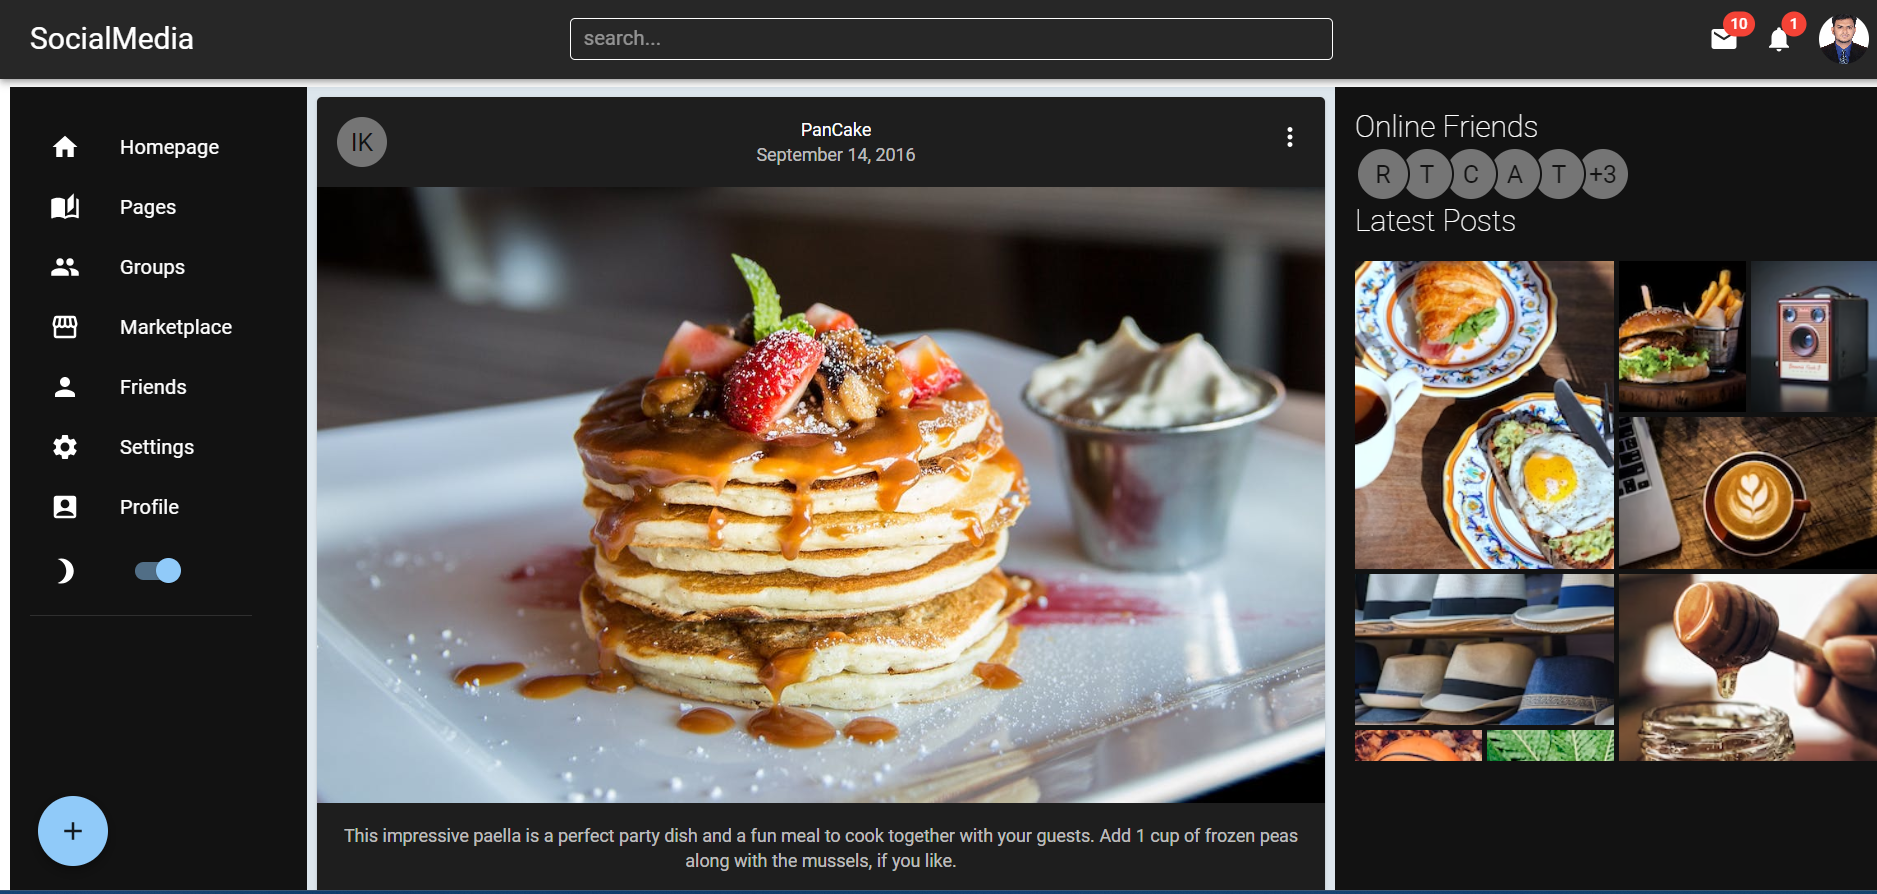 SocialMedia
search...
10
1
Homepage
Pages
Groups
Marketplace
Friends
Settings
Profile
IK
PanCake
September 14, 2016
This impressive paella is a perfect party dish and a fun meal to cook together with your guests. Add 1 cup of frozen peas
along with the mussels, if you like.
Online Friends
R T C A T +3
Latest Posts